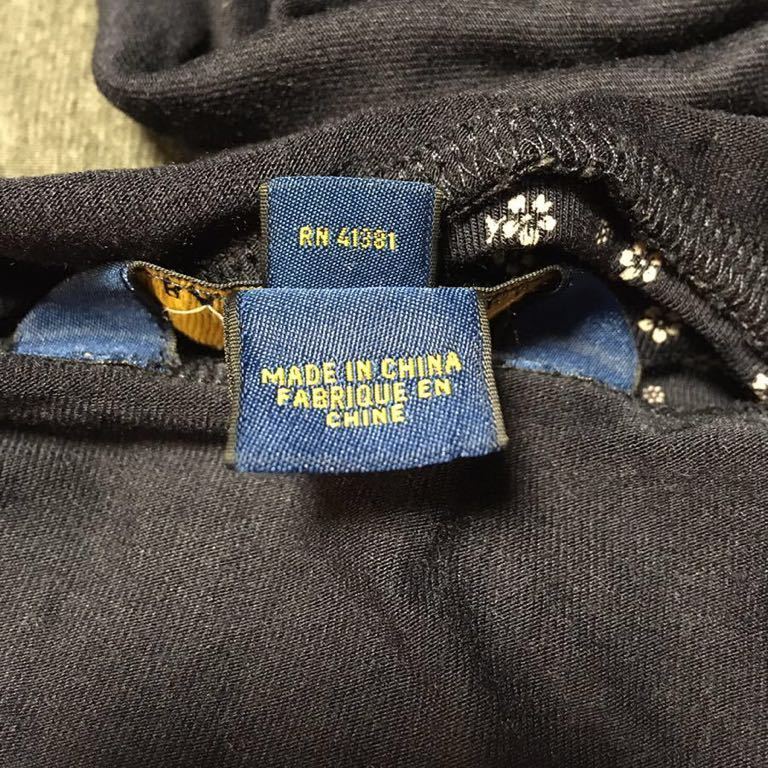 RN 41381
MADE IN CHINA
FABRIQUE EN
CHINE